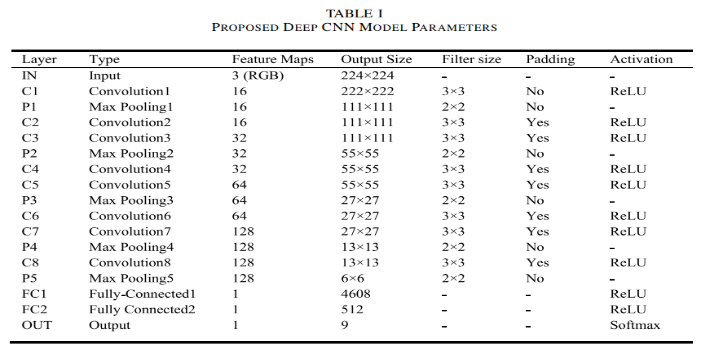 TABLE I
PROPOSED DEEP CNN MODEL PARAMETERS
Layer Type Feature Maps Output Size Filter size Padding Activation
IN Input 3 (RGB) 224×224 - - -
C1 Convolution1 16 222×222 3×3 No ReLU
P1 Max Pooling1 16 111×111 2×2 No -
C2 Convolution2 16 111×111 3×3 Yes ReLU
C3 Convolution3 32 111×111 3×3 Yes ReLU
P2 Max Pooling2 32 55×55 2×2 No -
C4 Convolution4 32 55×55 3×3 Yes ReLU
C5 Convolution5 64 55×55 3×3 Yes ReLU
P3 Max Pooling3 64 27×27 2×2 No -
C6 Convolution6 64 27×27 3×3 Yes ReLU
C7 Convolution7 128 27×27 3×3 Yes ReLU
P4 Max Pooling4 128 13×13 2×2 No -
C8 Convolution8 128 13×13 3×3 Yes ReLU
P5 Max Pooling5 128 6×6 2×2 No -
FC1 Fully-Connected1 1 4608 - - ReLU
FC2 Fully Connected2 1 512 - - ReLU
OUT Output 1 9 - - Softmax